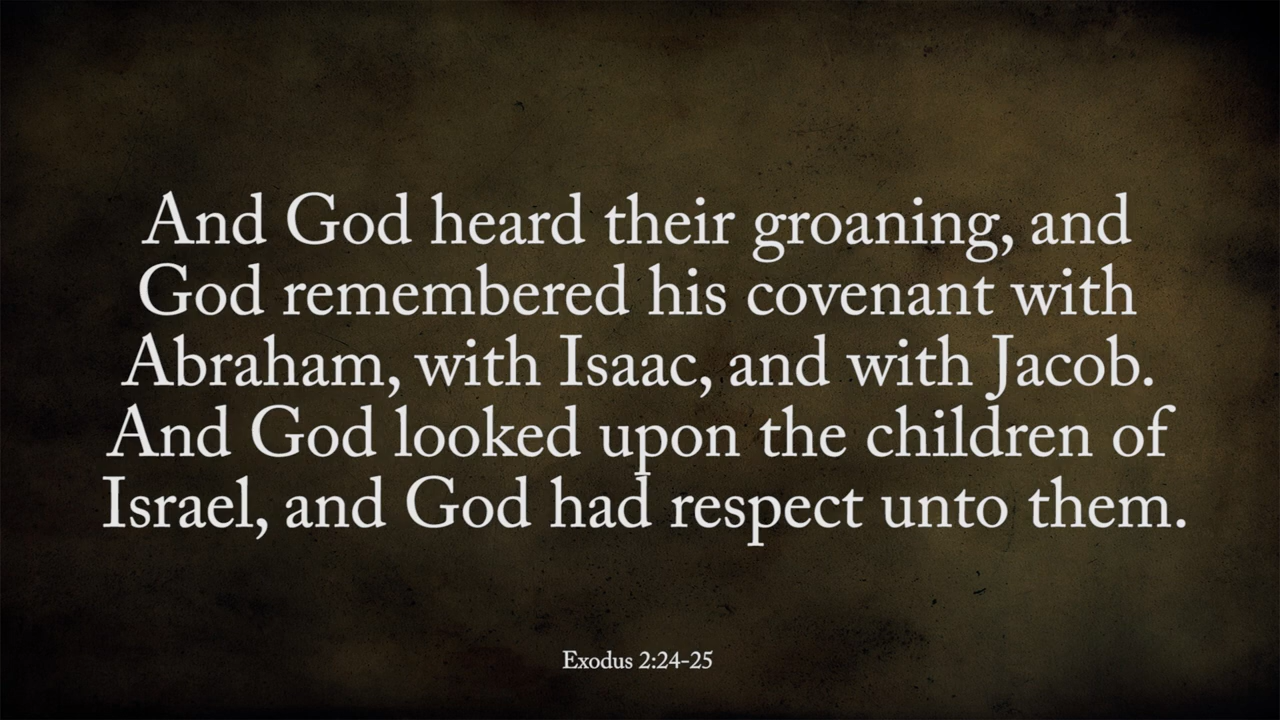 And God heard their groaning, and
God remembered his covenant with
Abraham, with Isaac, and with Jacob.
And God looked upon the children of
Israel, and God had respect unto them.
Exodus 2:24-25